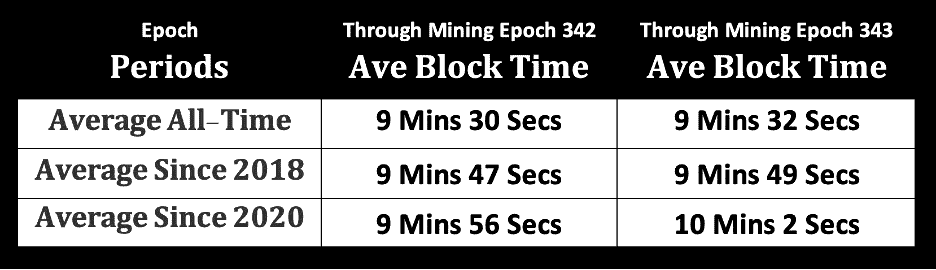 Epoch Through Mining Epoch 342 Through Mining Epoch 343
Periods Ave Block Time Ave Block Time
Average All–Time 9 Mins 30 Secs 9 Mins 32 Secs
Average Since 2018 9 Mins 47 Secs 9 Mins 49 Secs
Average Since 2020 9 Mins 56 Secs 10 Mins 2 Secs